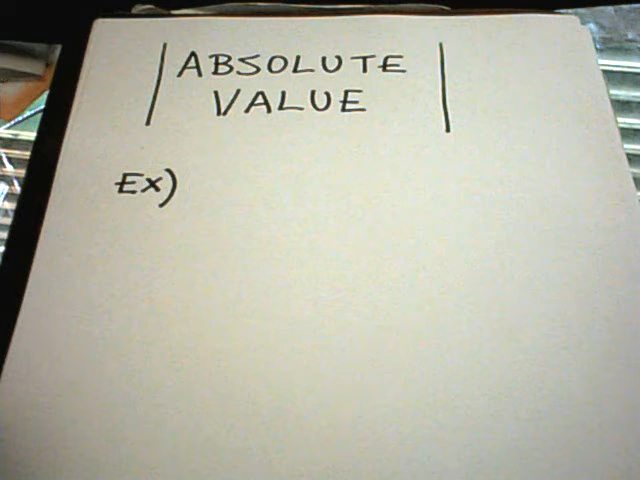 | ABSOLUTE |
VALUE
Ex)